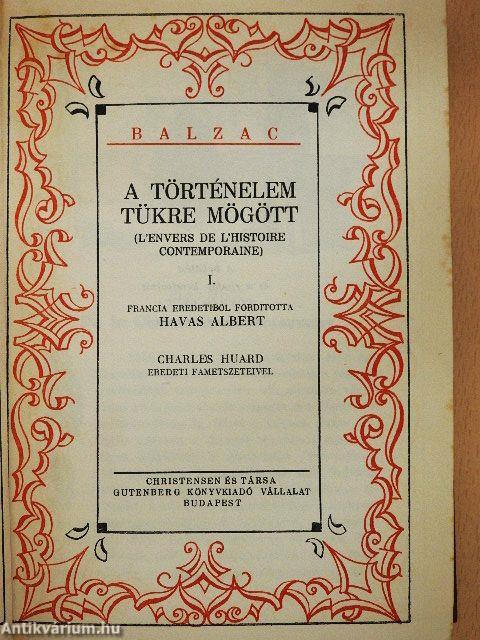 BALZAC
A TÖRTÉNELEM
TÜKRE MÖGÖTT
(L'ENVERS DE L'HISTOIRE
CONTEMPORAINE)
I.
FRANCIA EREDETIBŐL FORDITOTTA
HAVAS ALBERT
CHARLES HUARD
EREDETI FAMETSZETEIVEL
CHRISTENSEN ÉS TÁRSA
GUTENBERG KÖNYVKIADÓ VÁLLALAT
BUDAPEST
Antikvárium.hu